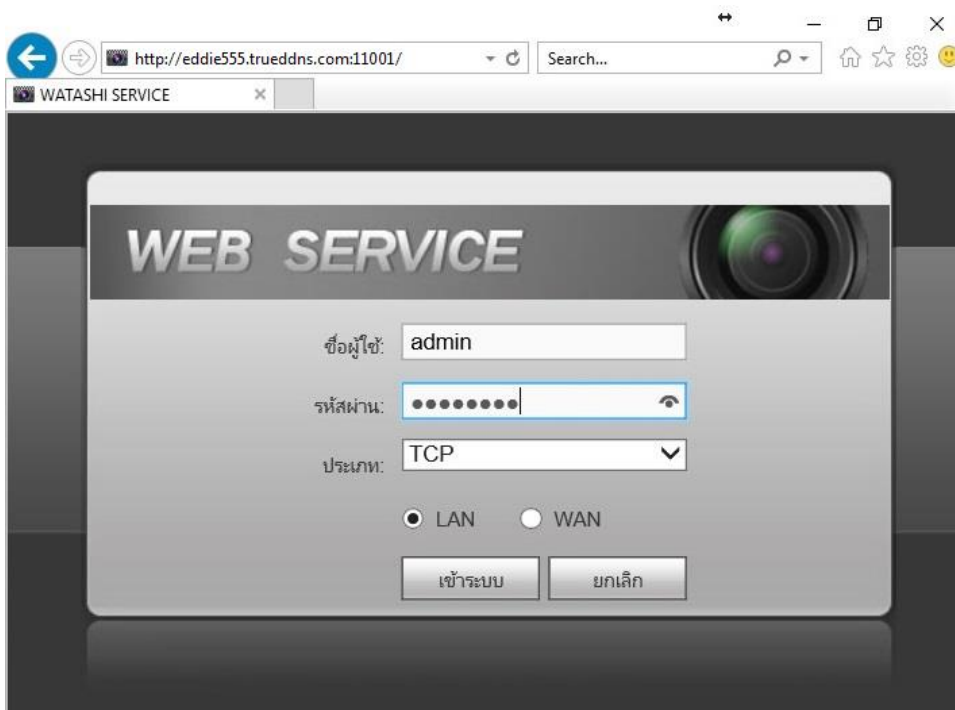 http://eddie555.trueddns.com:11001/
Search...
WATASHI SERVICE
WEB SERVICE
ชื่อผู้ใช้:
admin
รหัสผ่าน:
ประเภท:
TCP
LAN
WAN
เข้าระบบ
ยกเลิก